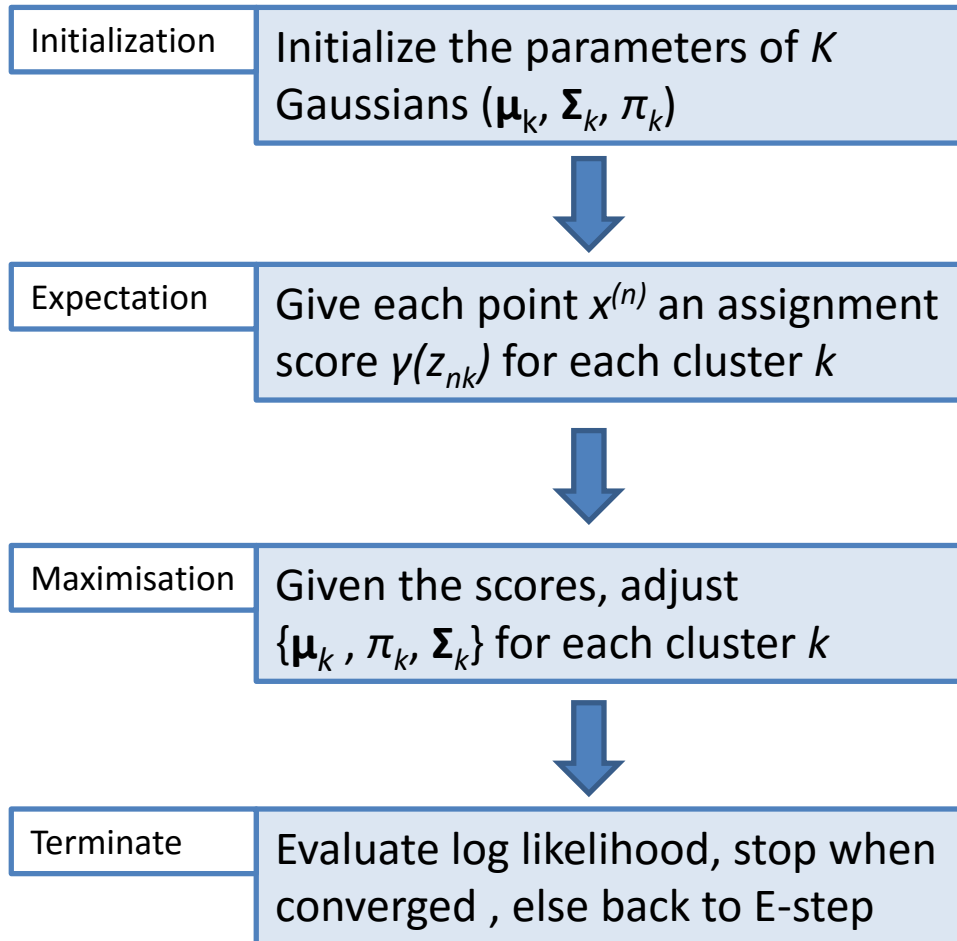 Initialization
Initialize the parameters of K
Gaussians (μk, Σk, πk)
Expectation
Give each point x(n) an assignment
score γ(znk) for each cluster k
Maximisation
Given the scores, adjust
{μk , πk, Σk} for each cluster k
Terminate
Evaluate log likelihood, stop when
converged , else back to E-step